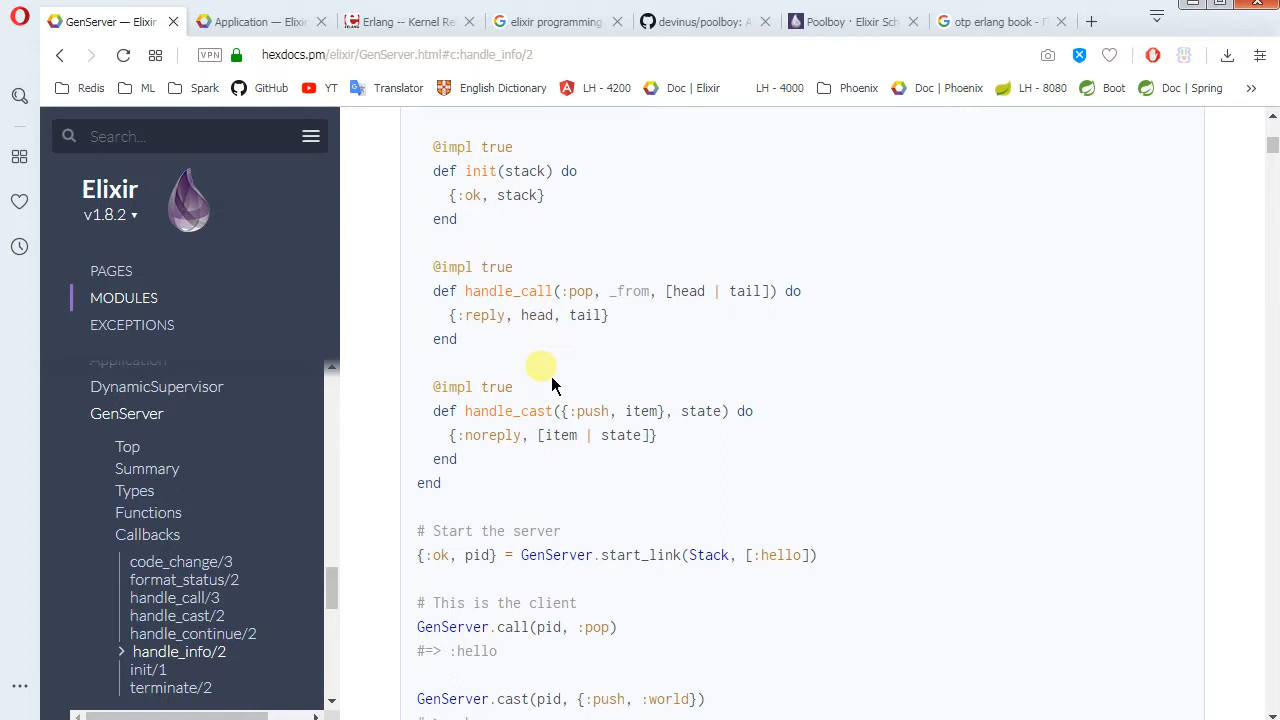 GenServer — Elixir
Application — Elixi
Erlang -- Kernel Re
elixir programming
devinus/poolboy:
Poolboy · Elixir Sch
otp erlang book -
VPN
hexdocs.pm/elixir/GenServer.html#c:handle_info/2
Redis
ML
Spark
GitHub
YT
Translator
English Dictionary
LH - 4200
Doc | Elixir
LH - 4000
Phoenix
Doc | Phoenix
LH - 8080
Boot
Doc | Spring
»
Search...
Elixir
v1.8.2
PAGES
MODULES
EXCEPTIONS
Application
DynamicSupervisor
GenServer
Top
Summary
Types
Functions
Callbacks
code_change/3
format_status/2
handle_call/3
handle_cast/2
handle_continue/2
handle_info/2
init/1
terminate/2
@impl true
def init(stack) do
{:ok, stack}
end
@impl true
def handle_call(:pop, _from, [head | tail]) do
{:reply, head, tail}
end
@impl true
def handle_cast({:push, item}, state) do
{:noreply, [item | state]}
end
end
# Start the server
{:ok, pid} = GenServer.start_link(Stack, [:hello])
# This is the client
GenServer.call(pid, :pop)
#=> :hello
GenServer.cast(pid, {:push, :world})